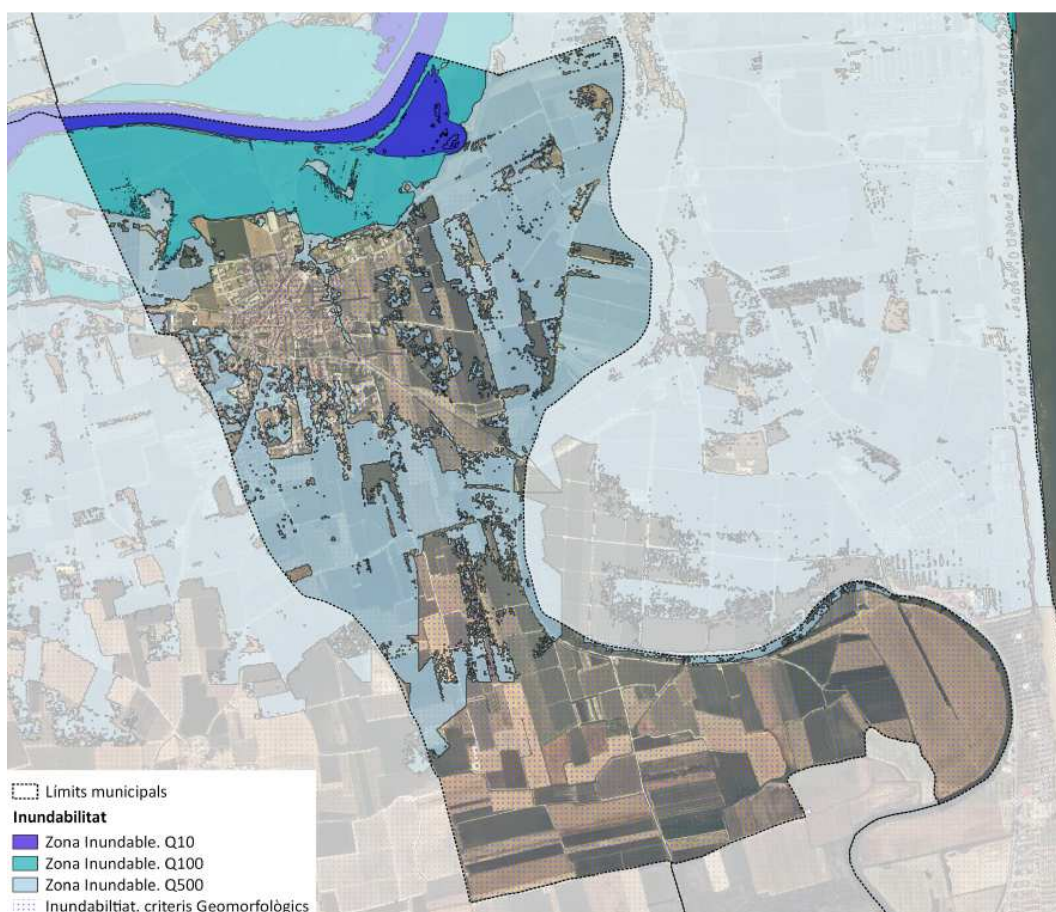 Límits municipals
Inundabilitat
Zona Inundable. Q10
Zona Inundable. Q100
Zona Inundable. Q500
Inundabiltiat. criteris Geomorfològics